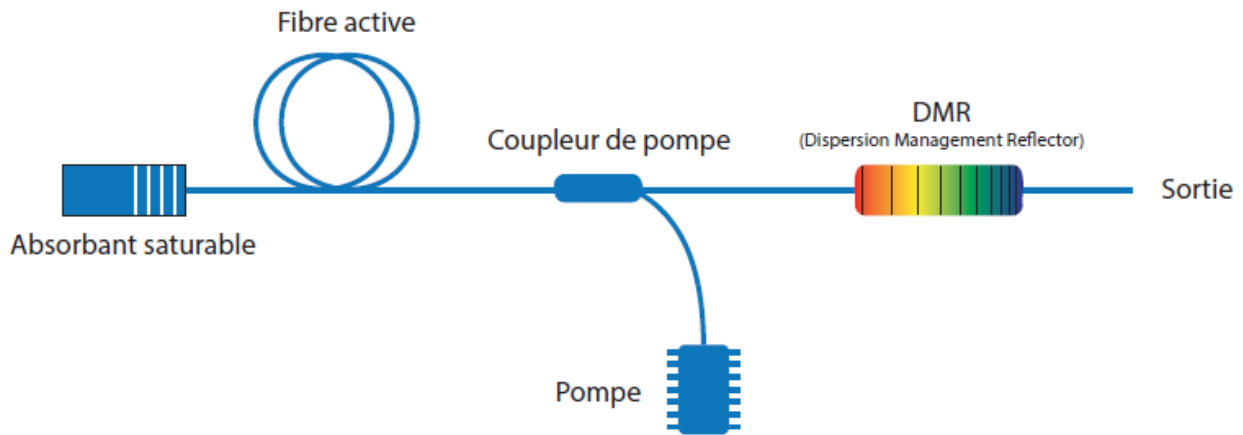 Fibre active
DMR
(Dispersion Management Reflector)
Coupleur de pompe
Sortie
Absorbant saturable
Pompe